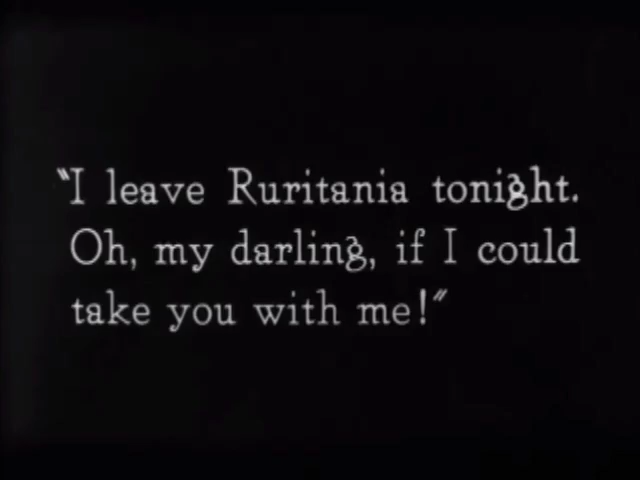 "I leave Ruritania tonight.
Oh, my darling, if I could
take you with me!"